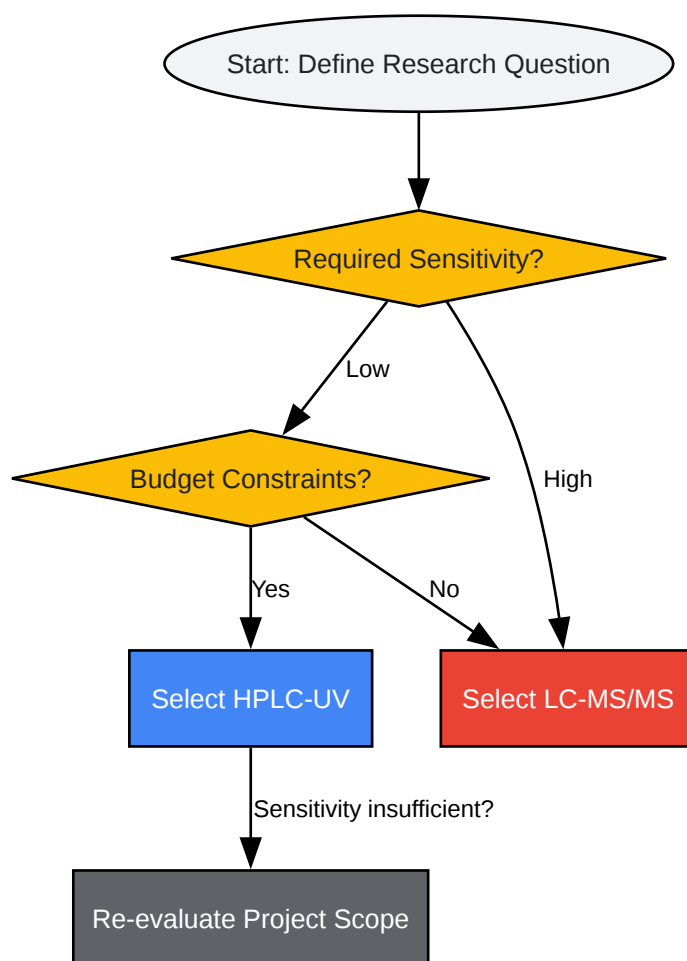 Start: Define Research Question
Required Sensitivity?
Low
Budget Constraints?
High
Yes
No
Select HPLC-UV
Select LC-MS/MS
Sensitivity insufficient?
Re-evaluate Project Scope